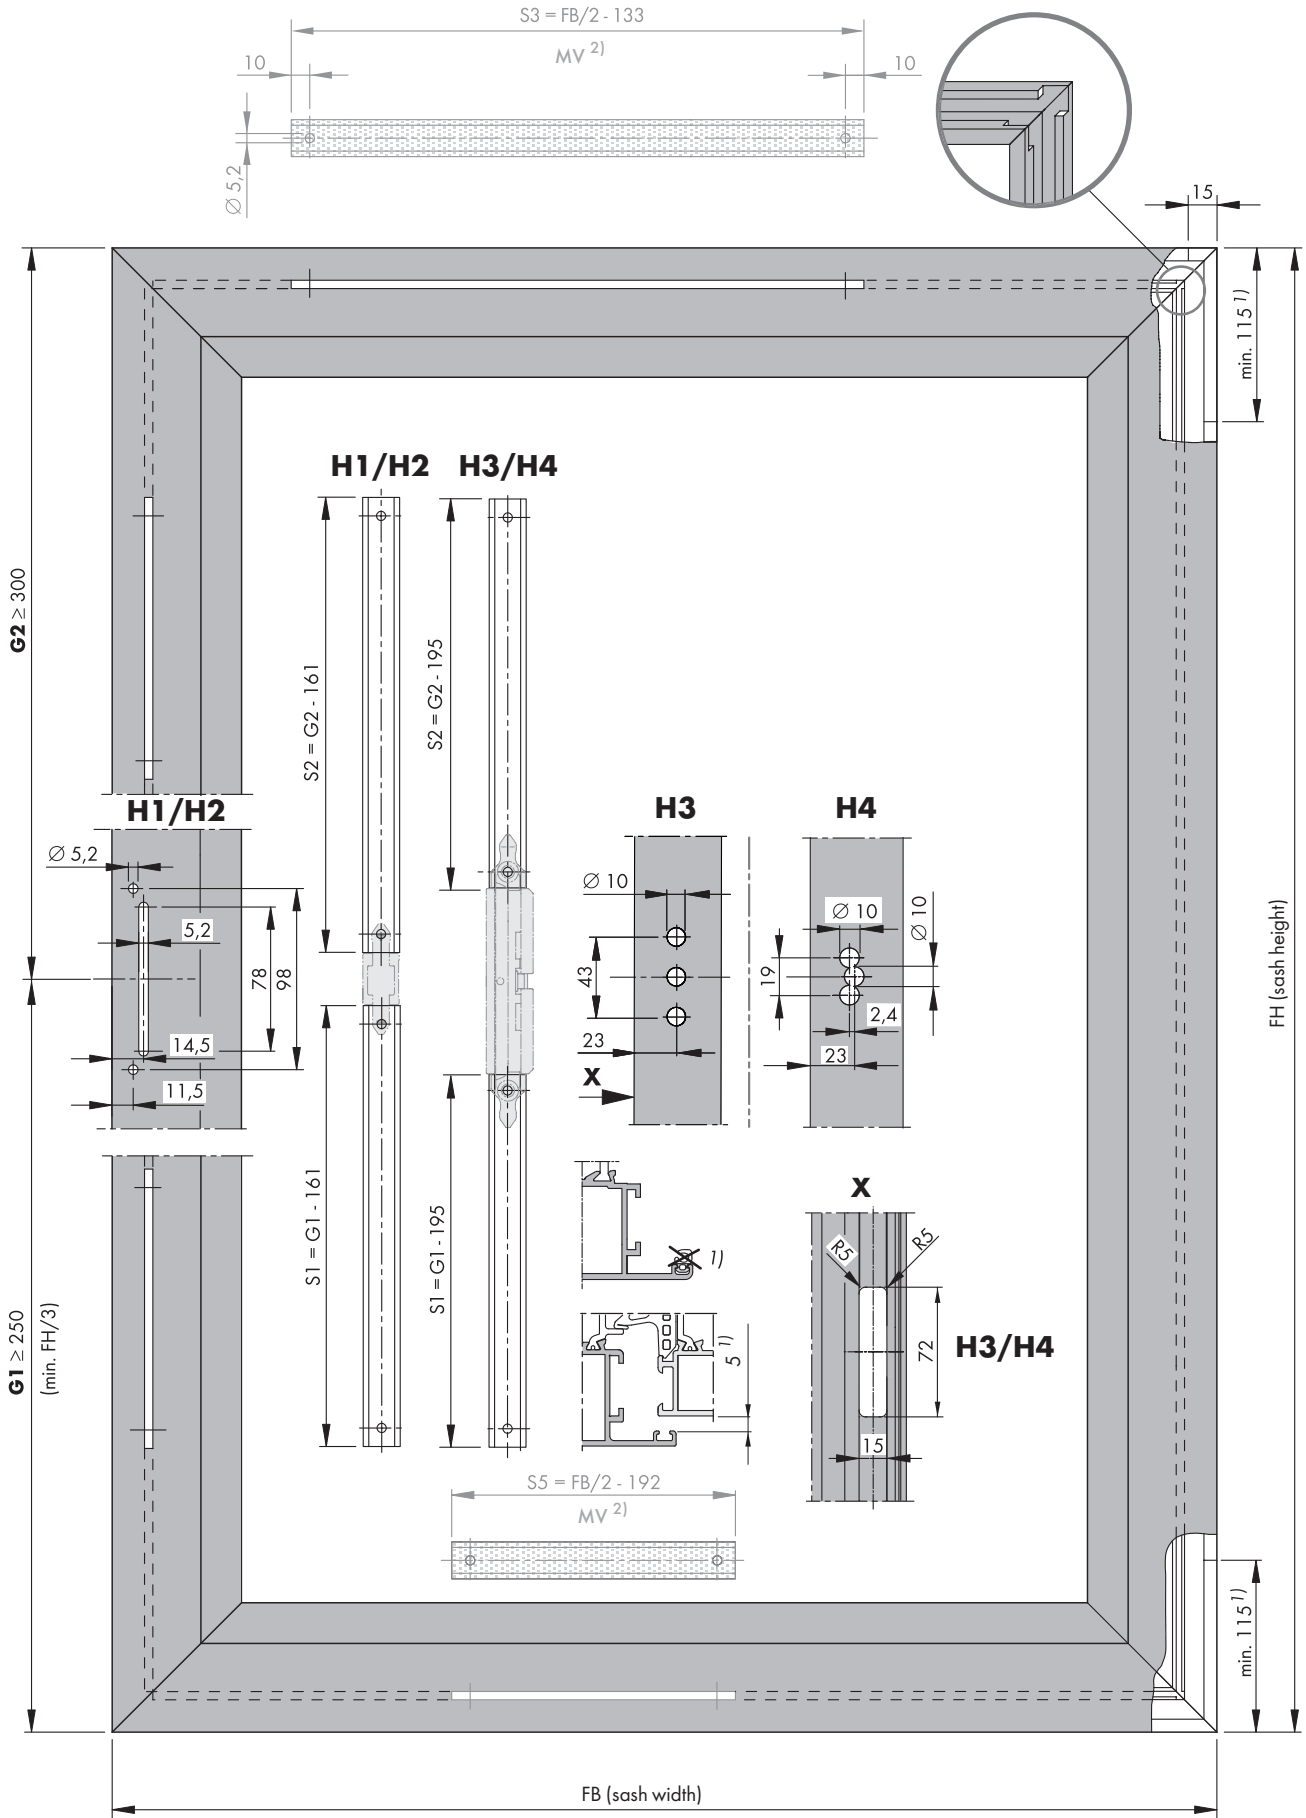 S3 = FB/2 - 133
MV 2)
10
10
Ø 5,2
15
min. 115 1)
H1/H2
H3/H4
G2 ≥ 300
S2 = G2 - 161
S2 = G2 - 195
H1/H2
H3
H4
Ø 5,2
5,2
78
98
14,5
11,5
Ø 10
43
23
X
Ø 10
Ø 10
19
2,4
23
FH (sash height)
S1 = G1 - 161
S1 = G1 - 195
1)
5 1)
X
R5
R5
72
H3/H4
15
G1 ≥ 250
(min. FH/3)
S5 = FB/2 - 192
MV 2)
min. 115 1)
FB (sash width)